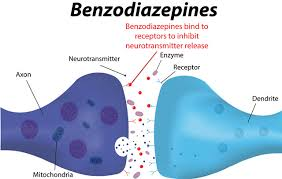 Benzodiazepines
Benzodiazepines bind to
receptors to inhibit
neurotransmitter release
Neurotransmitter
Enzyme
Receptor
Axon
Dendrite
Mitochondria